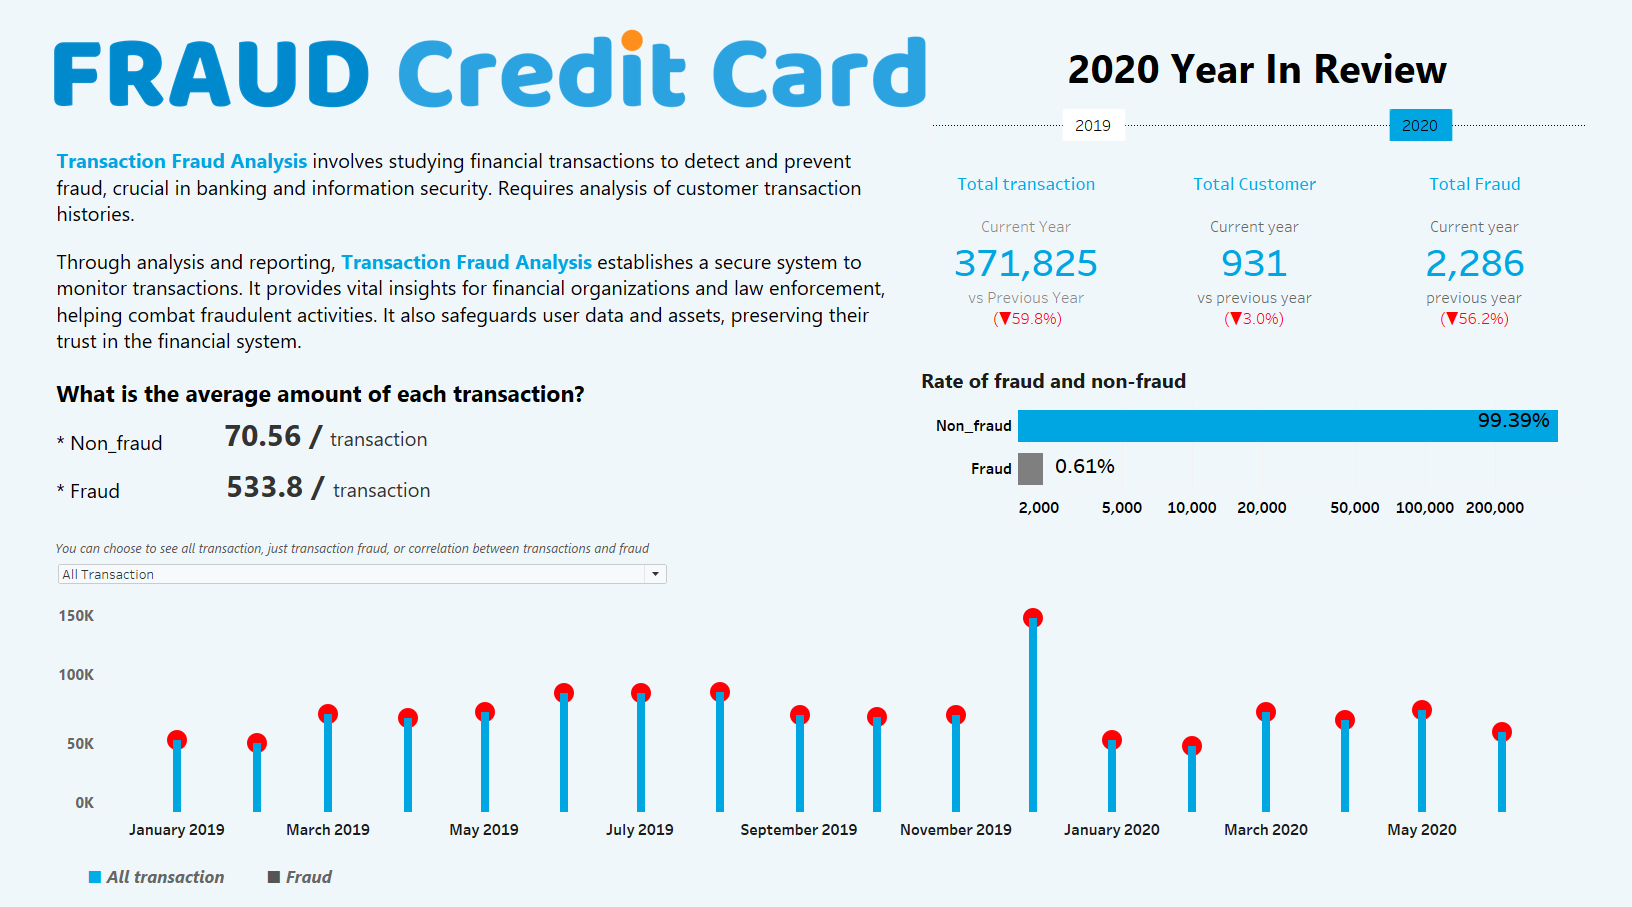 FRAUD Credit Card
Transaction Fraud Analysis involves studying financial transactions to detect and prevent
fraud, crucial in banking and information security. Requires analysis of customer transaction
histories.
Through analysis and reporting, Transaction Fraud Analysis establishes a secure system to
monitor transactions. It provides vital insights for financial organizations and law enforcement,
helping combat fraudulent activities. It also safeguards user data and assets, preserving their
trust in the financial system.
2020 Year In Review
2019 2020
Total transaction
Current Year
371,825
vs Previous Year
(▼59.8%)
Total Customer
Current year
931
vs previous year
(▼3.0%)
Total Fraud
Current year
2,286
previous year
(▼56.2%)
What is the average amount of each transaction?
* Non_fraud 70.56 / transaction
* Fraud 533.8 / transaction
Rate of fraud and non-fraud
Non_fraud 99.39%
Fraud 0.61%
2,000 5,000 10,000 20,000 50,000 100,000 200,000
You can choose to see all transaction, just transaction fraud, or correlation between transactions and fraud
All Transaction
150K
100K
50K
0K
January 2019 March 2019 May 2019 July 2019 September 2019 November 2019 January 2020 March 2020 May 2020
All transaction Fraud